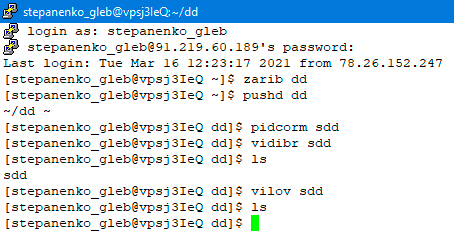 stepanenko_gleb@vpsj3IeQ:~/dd
login as: stepanenko_gleb
stepanenko_gleb@91.219.60.189's password:
Last login: Tue Mar 16 12:23:17 2021 from 78.26.152.247
[stepanenko_gleb@vpsj3IeQ ~]$ zarib dd
[stepanenko_gleb@vpsj3IeQ ~]$ pushd dd
~/dd ~
[stepanenko_gleb@vpsj3IeQ dd]$ pidcorm sdd
[stepanenko_gleb@vpsj3IeQ dd]$ vidibr sdd
[stepanenko_gleb@vpsj3IeQ dd]$ ls
sdd
[stepanenko_gleb@vpsj3IeQ dd]$ vilov sdd
[stepanenko_gleb@vpsj3IeQ dd]$ ls
[stepanenko_gleb@vpsj3IeQ dd]$